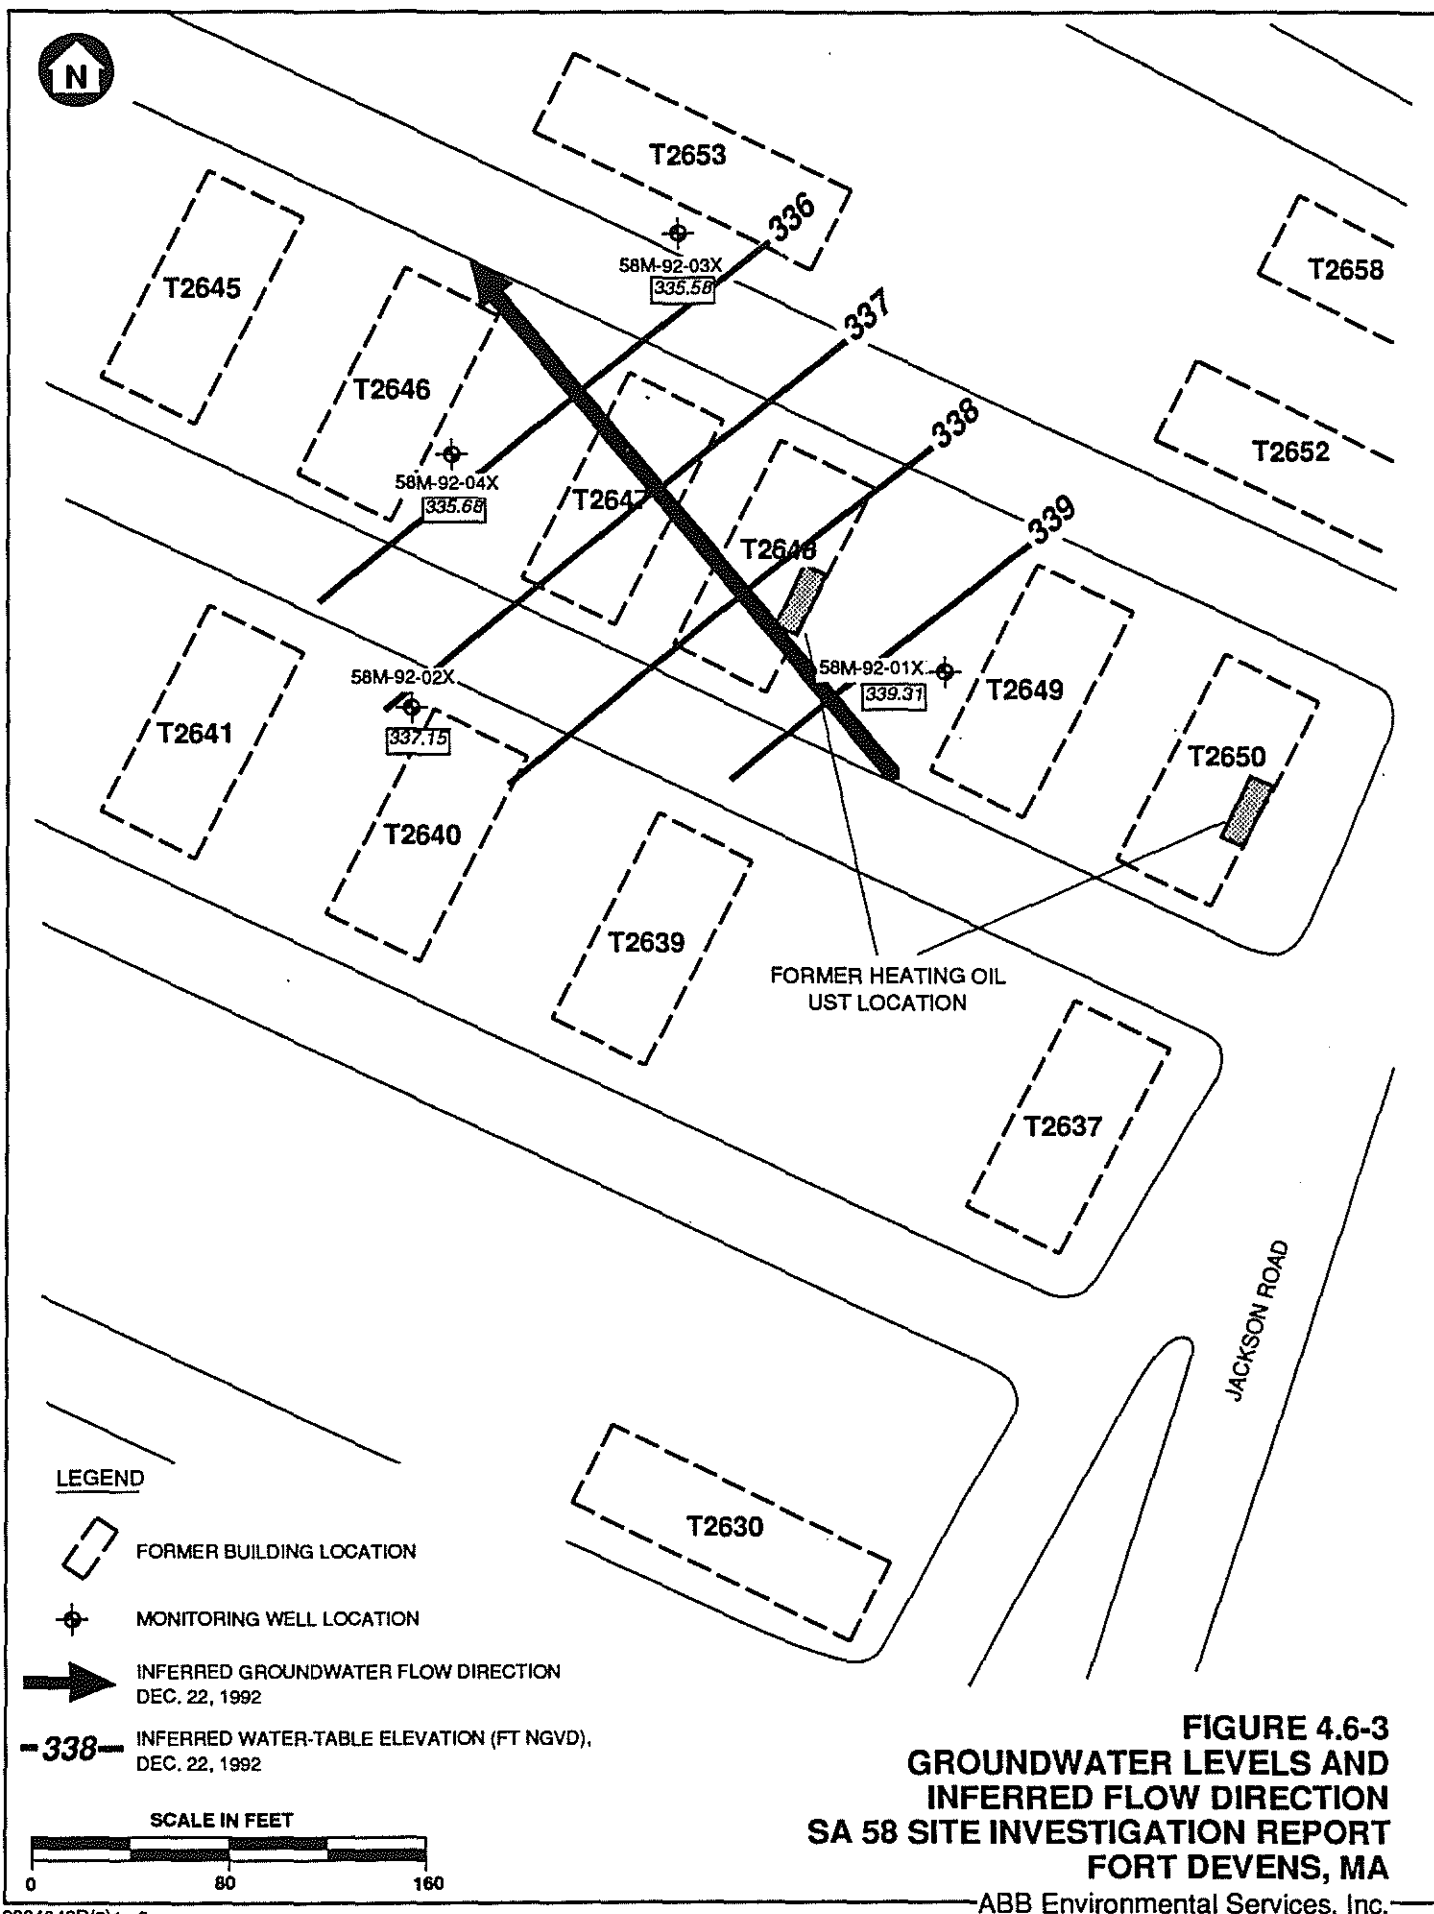 N
T2653
336
58M-92-03X
335.58
T2645
T2658
337
T2646
338
T2652
58M-92-04X
335.68
T2647
T2648
339
58M-92-02X
337.15
58M-92-01X
339.31
T2649
T2641
T2650
T2640
T2639
FORMER HEATING OIL
UST LOCATION
T2637
JACKSON ROAD
LEGEND
FORMER BUILDING LOCATION
MONITORING WELL LOCATION
INFERRED GROUNDWATER FLOW DIRECTION
DEC. 22, 1992
338
INFERRED WATER-TABLE ELEVATION (FT NGVD),
DEC. 22, 1992
SCALE IN FEET
0 80 160
T2630
FIGURE 4.6-3
GROUNDWATER LEVELS AND
INFERRED FLOW DIRECTION
SA 58 SITE INVESTIGATION REPORT
FORT DEVENS, MA
ABB Environmental Services, Inc.